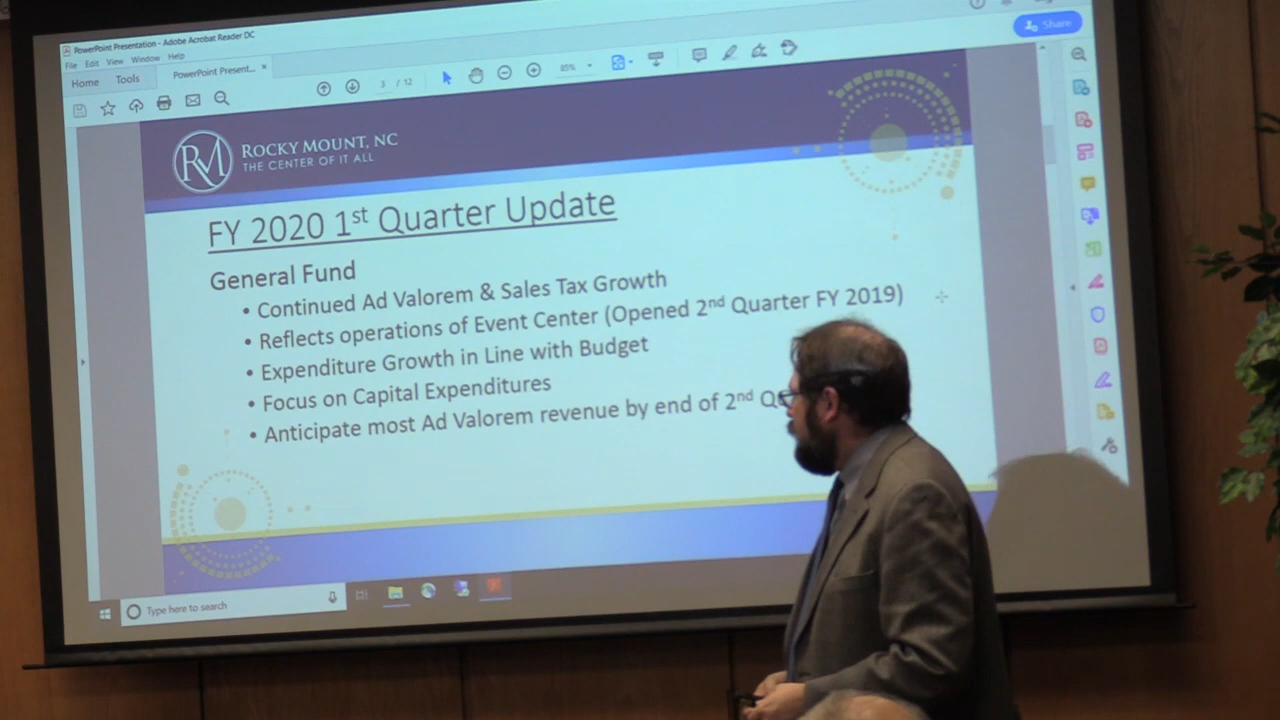 PowerPoint Presentation - Adobe Acrobat Reader DC
File Edit View Window Help
Home Tools PowerPoint Present... ×
3 / 12 85%
Share
RM ROCKY MOUNT, NC
THE CENTER OF IT ALL
FY 2020 1st Quarter Update
General Fund
• Continued Ad Valorem & Sales Tax Growth
• Reflects operations of Event Center (Opened 2nd Quarter FY 2019)
• Expenditure Growth in Line with Budget
• Focus on Capital Expenditures
• Anticipate most Ad Valorem revenue by end of 2nd
Type here to search